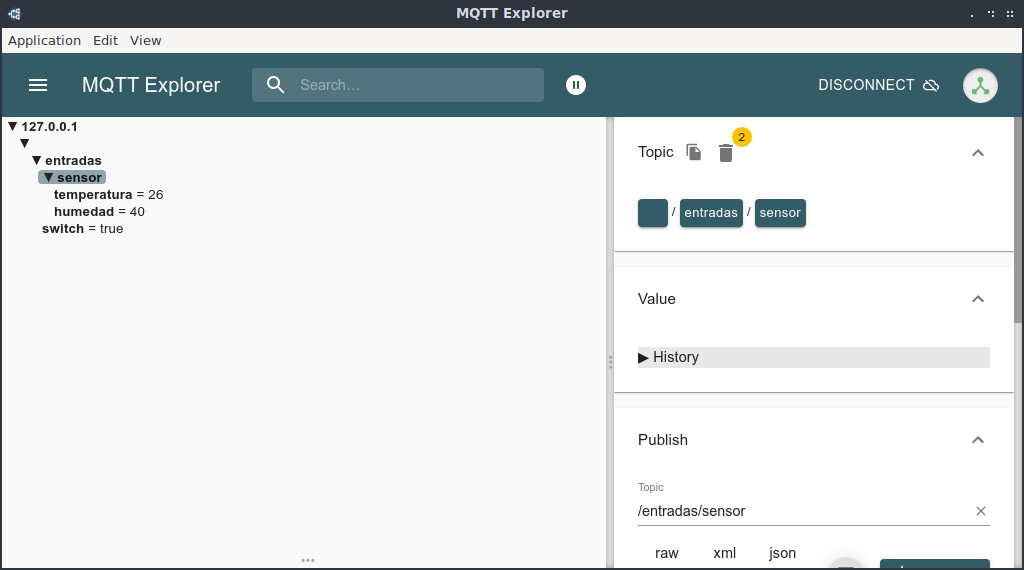 MQTT Explorer
Application Edit View
MQTT Explorer Search... DISCONNECT
▼ 127.0.0.1
▼
▼ entradas
▼ sensor
temperatura = 26
humedad = 40
switch = true
Topic 2
/ entradas / sensor
Value
▶ History
Publish
Topic
/entradas/sensor
raw xml json